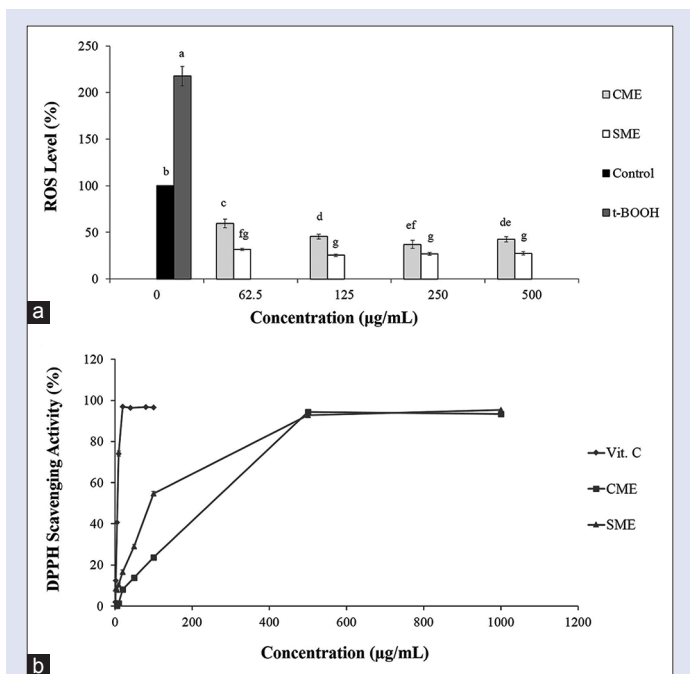 250
200
150
100
50
0
ROS Level (%)
a
b
c
fg
d
g
ef
g
de
g
0 62.5 125 250 500
Concentration (µg/mL)
CME
SME
Control
t-BOOH
a
120
100
80
60
40
20
0
DPPH Scavenging Activity (%)
0 200 400 600 800 1000 1200
Concentration (µg/mL)
Vit. C
CME
SME
b